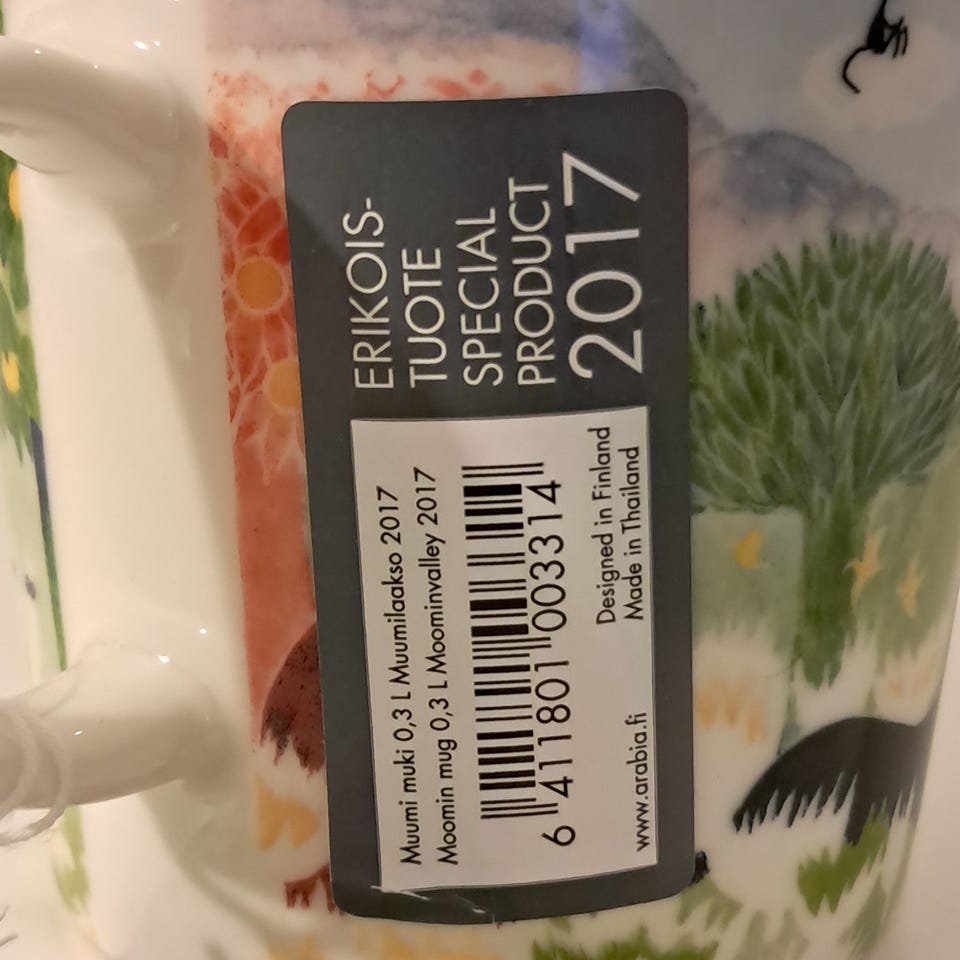 ERIKOIS-
TUOTE
SPECIAL
PRODUCT
2017
Muumi muki 0,3 L Muumilaakso 2017
Moomin mug 0,3 L Moominvalley 2017
6 411801 003314
Designed in Finland
www.arabia.fi Made in Thailand